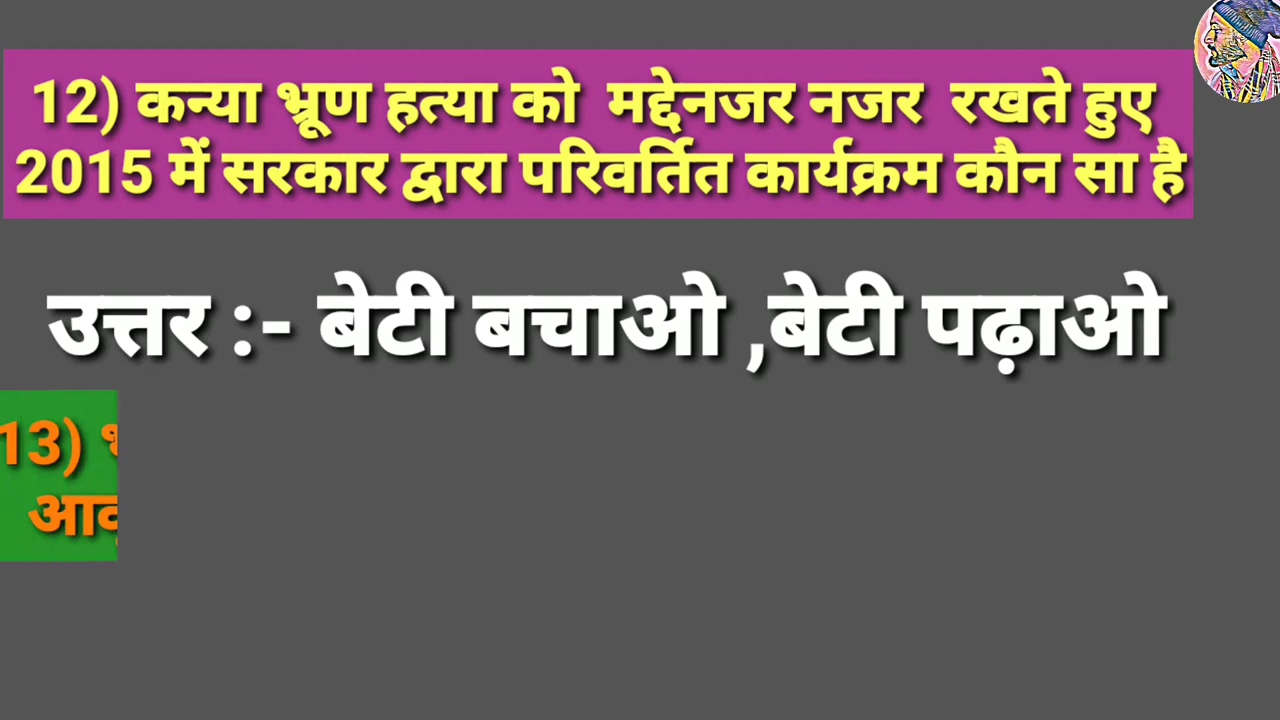 12) कन्या भ्रूण हत्या को मद्देनजर नजर रखते हुए
2015 में सरकार द्वारा परिवर्तित कार्यक्रम कौन सा है
उत्तर :- बेटी बचाओ ,बेटी पढ़ाओ
13)